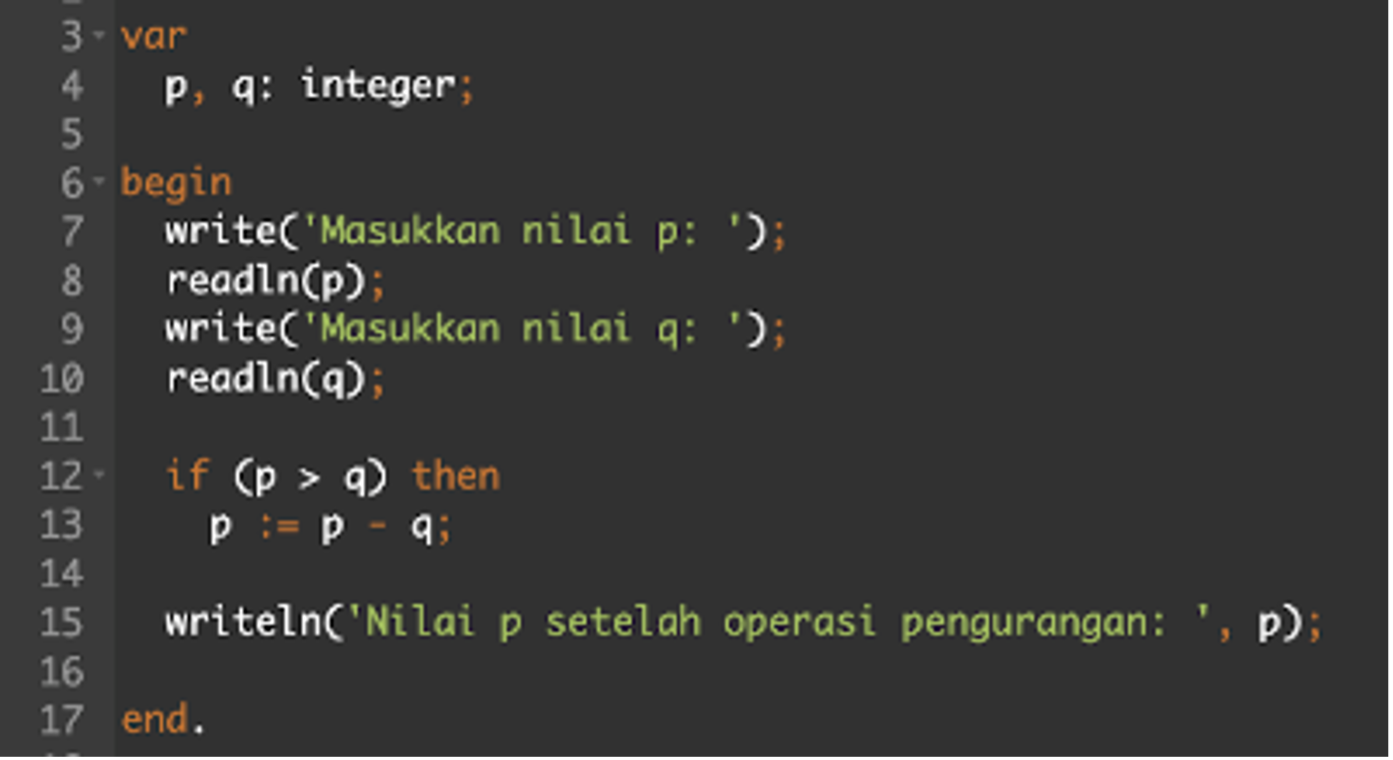 3 var
4 p, q: integer;
5
6 begin
7 write('Masukkan nilai p: ');
8 readln(p);
9 write('Masukkan nilai q: ');
10 readln(q);
11
12 if (p > q) then
13 p := p - q;
14
15 writeln('Nilai p setelah operasi pengurangan: ', p);
16
17 end.